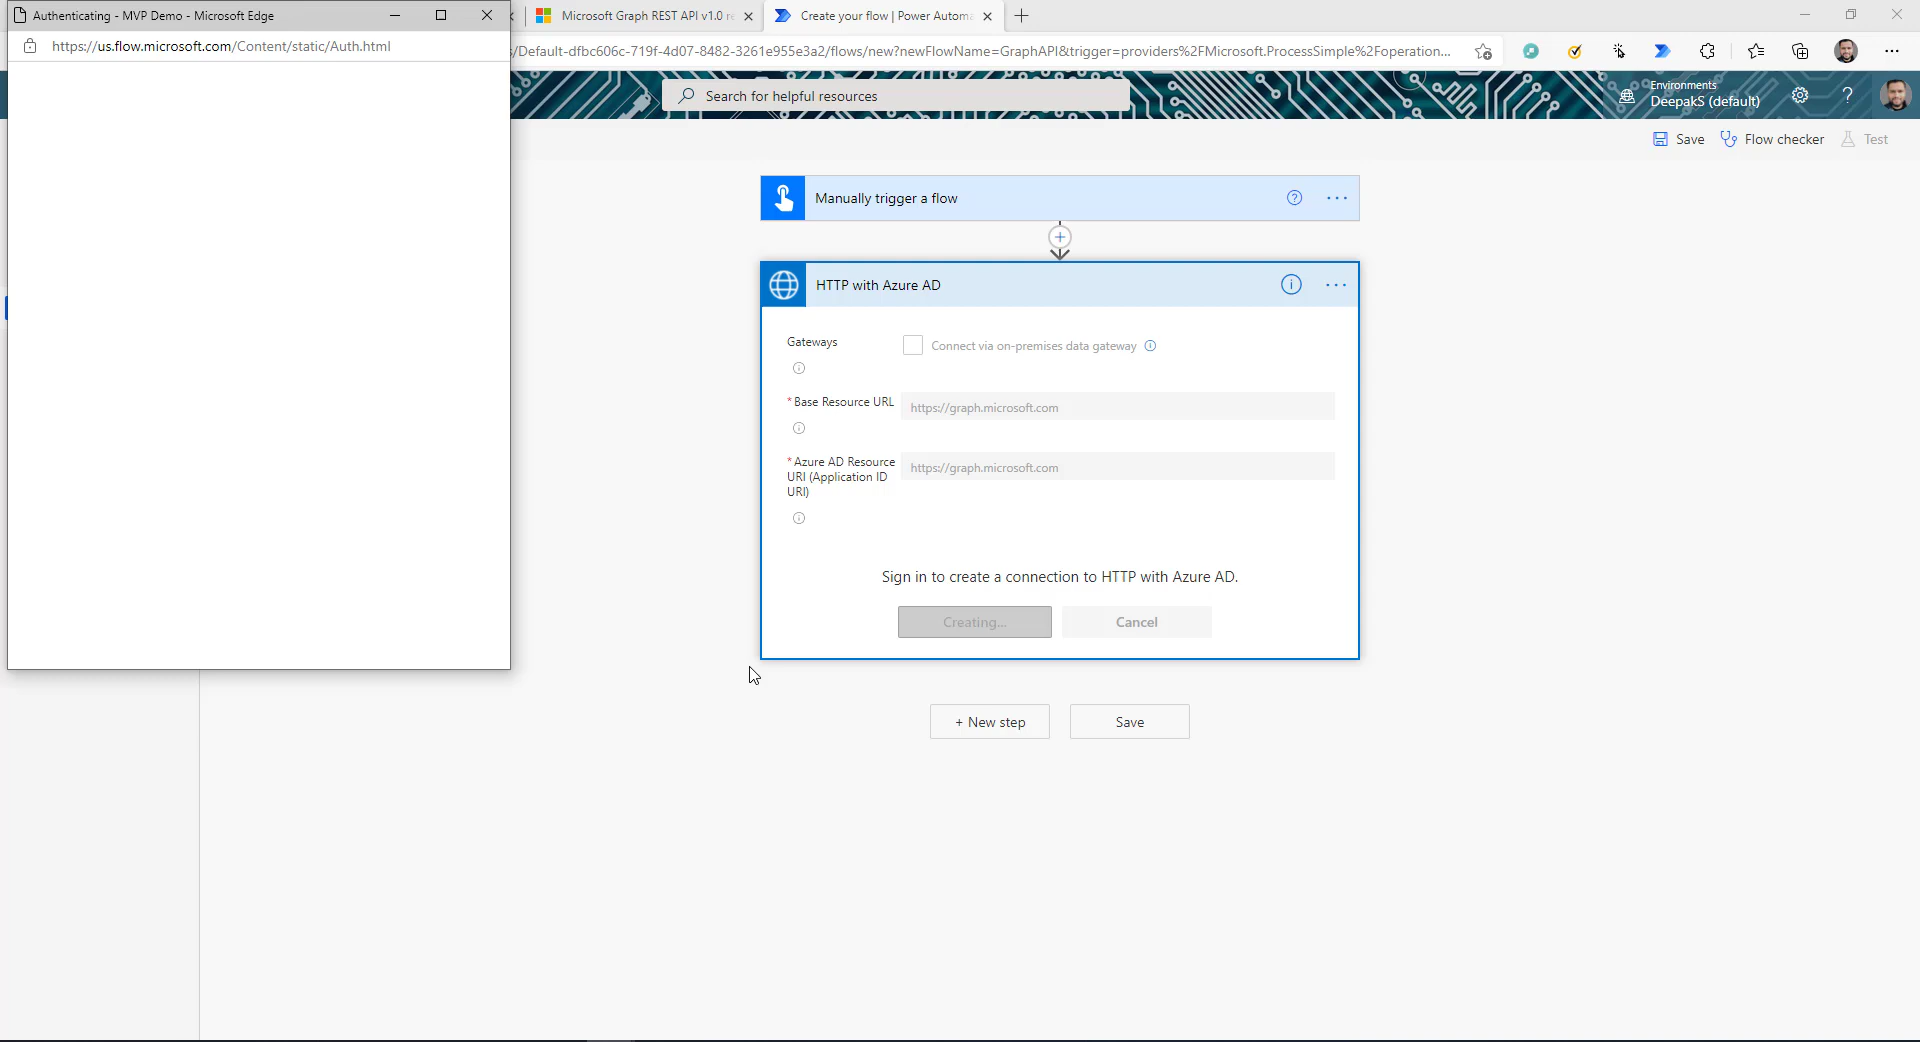 Authenticating - MVP Demo - Microsoft Edge
https://us.flow.microsoft.com/Content/static/Auth.html
Microsoft Graph REST API v1.0 re
Create your flow | Power Automa
s/Default-dfbc606c-719f-4d07-8482-3261e955e3a2/flows/new?newFlowName=GraphAPI&trigger=providers%2FMicrosoft.ProcessSimple%2Foperation...
Search for helpful resources
Environments
DeepakS (default)
Save
Flow checker
Test
Manually trigger a flow
HTTP with Azure AD
Gateways
Connect via on-premises data gateway
* Base Resource URL
https://graph.microsoft.com
* Azure AD Resource
URI (Application ID
URI)
https://graph.microsoft.com
Sign in to create a connection to HTTP with Azure AD.
Creating...
Cancel
+ New step
Save